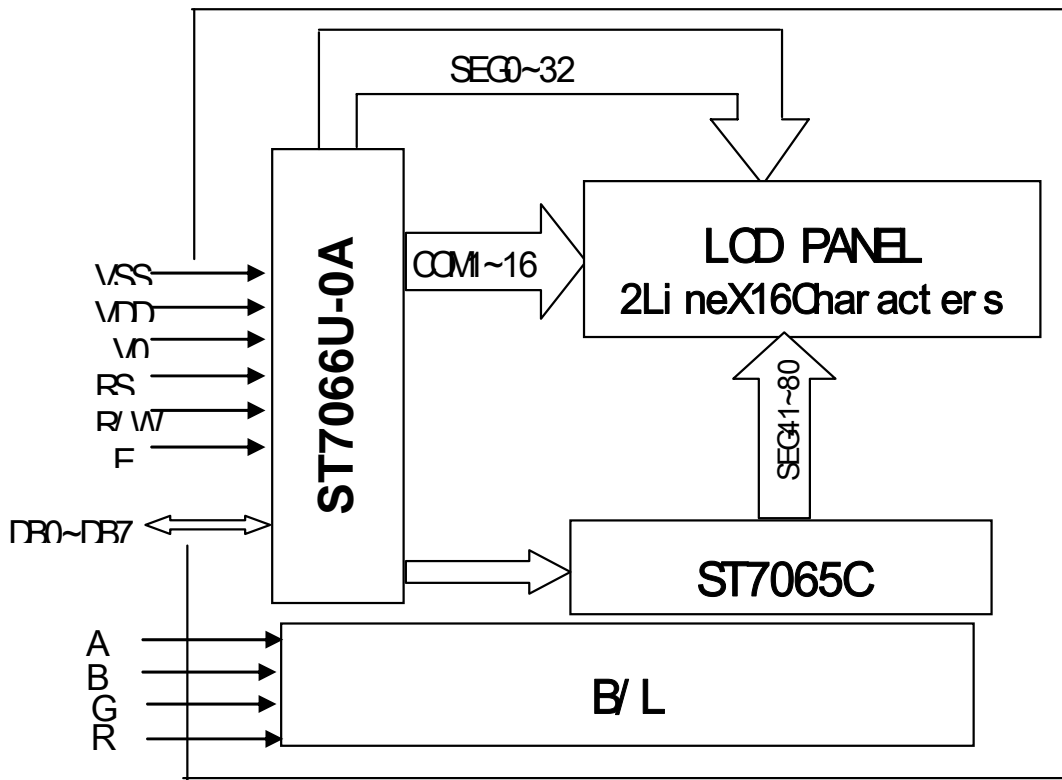 SEG0~32
ST7066U-0A
COM1~16
LCD PANEL
2LineX16Characters
VSS
VDD
V0
RS
R/W
E
DB0~DB7
SEG41~80
ST7065C
A
B
G
R
B/L